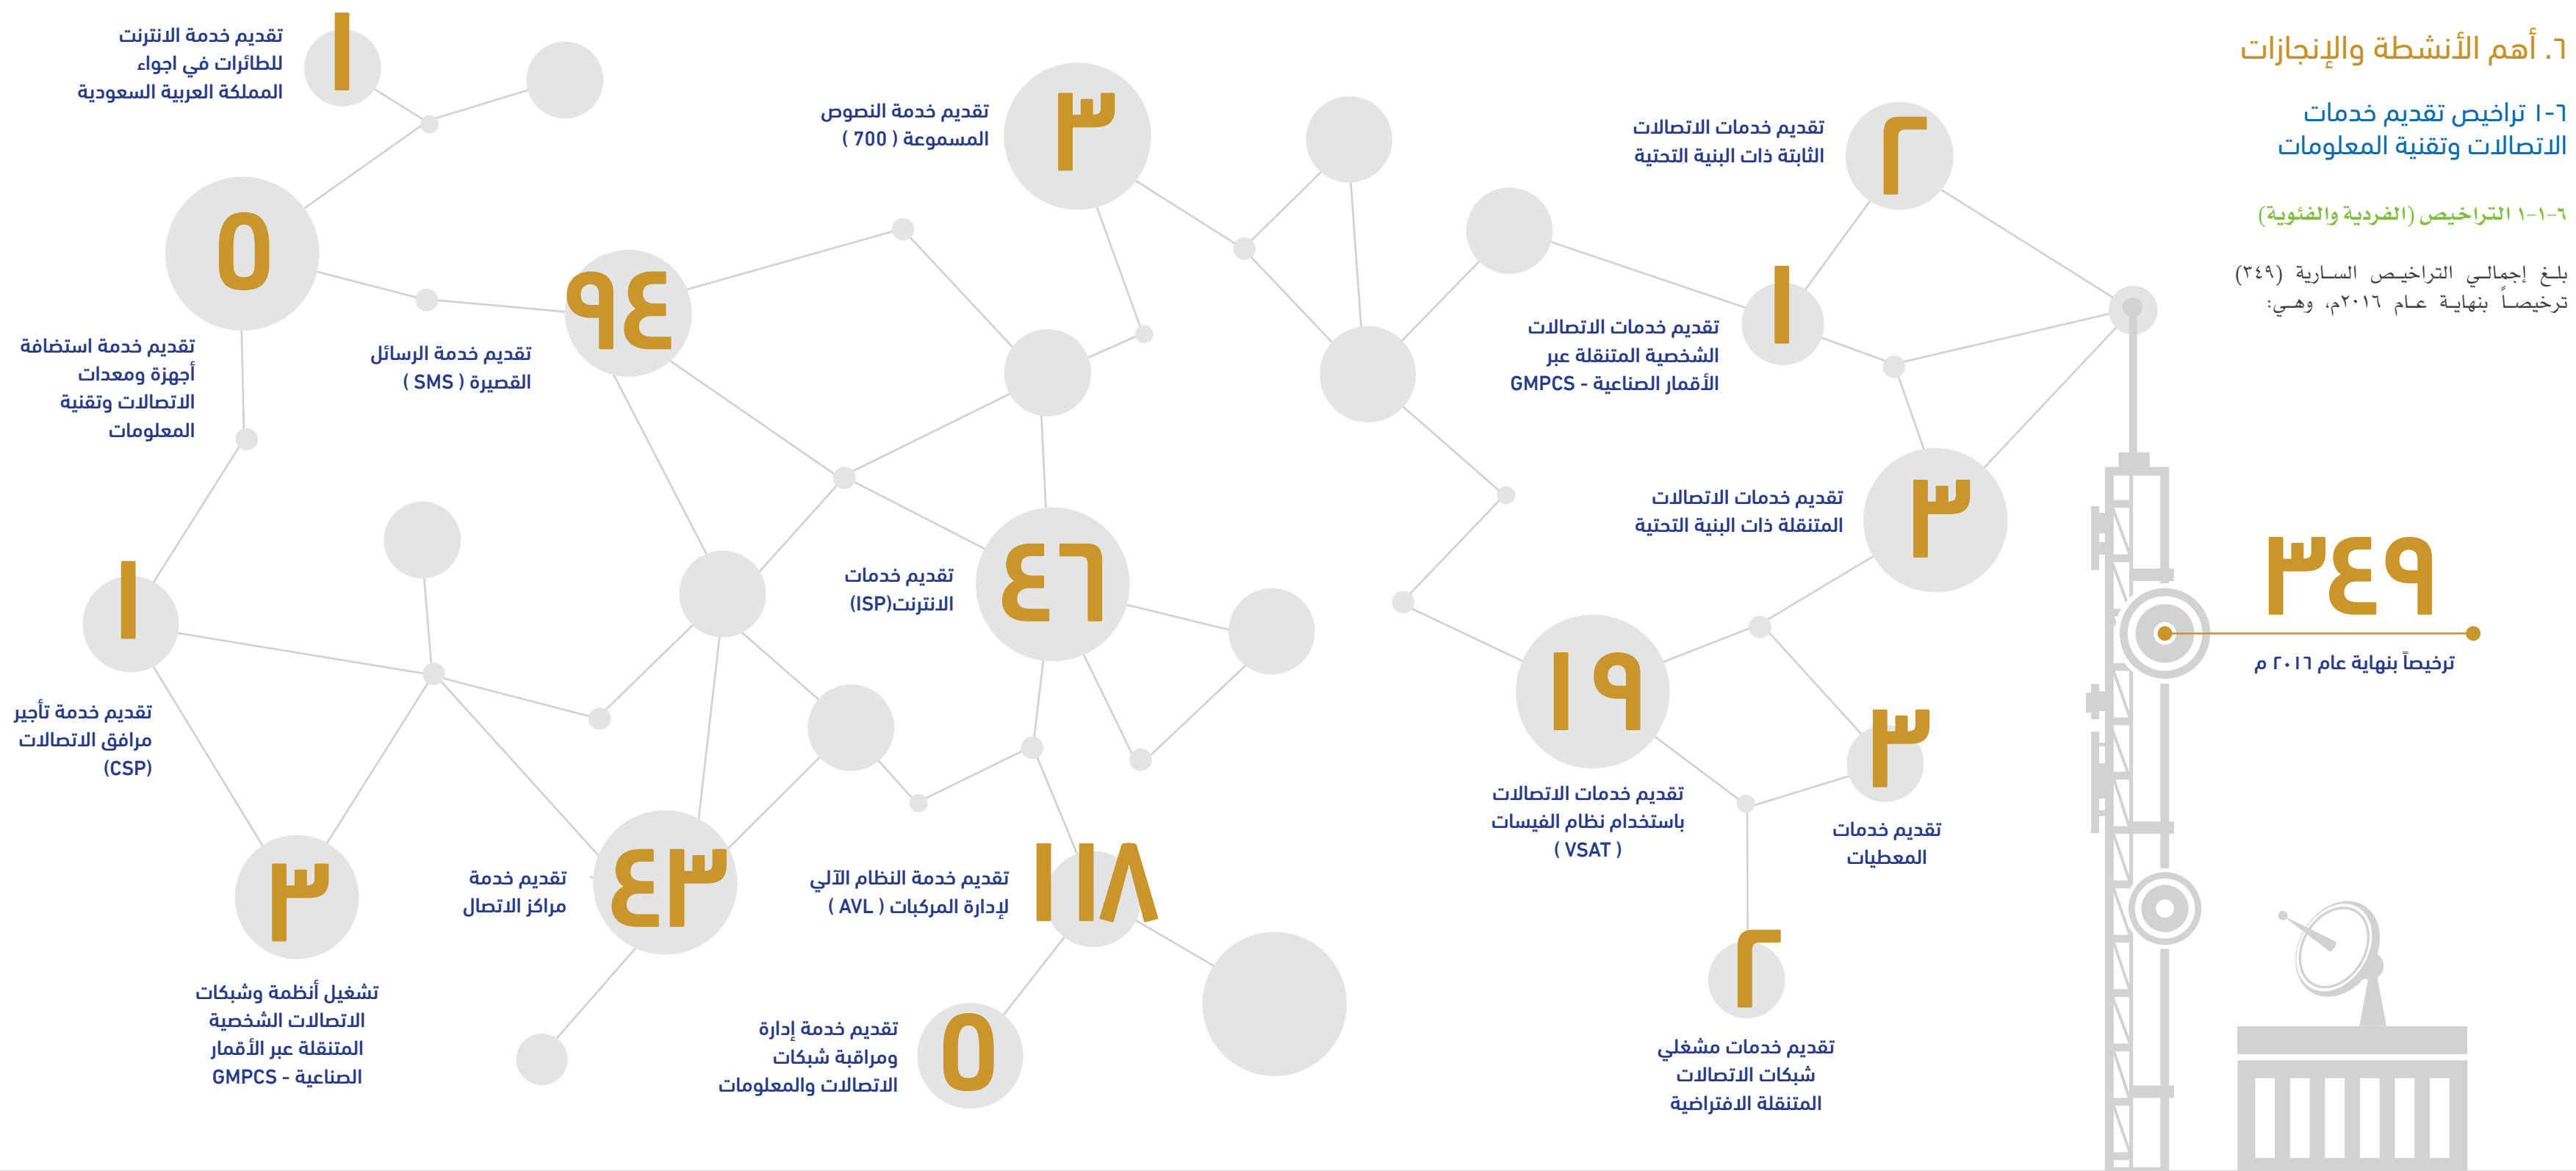 ٦. أهم الأنشطة والإنجازات
٦-١ تراخيص تقديم خدمات
الاتصالات وتقنية المعلومات
٦-١-١ التراخيص (الفردية والفئوية)
بلغ إجمالي التراخيص السارية (٣٤٩)
ترخيصاً بنهاية عام ٢٠١٦م، وهي:
٣٤٩
ترخيصاً بنهاية عام ٢٠١٦ م
٢
تقديم خدمات الاتصالات
الثابتة ذات البنية التحتية
١
تقديم خدمات الاتصالات
الشخصية المتنقلة عبر
الأقمار الصناعية - GMPCS
٣
تقديم خدمات الاتصالات
المتنقلة ذات البنية التحتية
١٩
تقديم خدمات الاتصالات
باستخدام نظام الفيسات
( VSAT )
٣
تقديم خدمات
المعطيات
٢
تقديم خدمات مشغلي
شبكات الاتصالات
المتنقلة الافتراضية
٣
تقديم خدمة النصوص
المسموعة ( 700 )
٤٦
تقديم خدمات
الانترنت(ISP)
١١٨
تقديم خدمة النظام الآلي
لإدارة المركبات ( AVL )
٥
تقديم خدمة إدارة
ومراقبة شبكات
الاتصالات والمعلومات
٩٤
تقديم خدمة الرسائل
القصيرة ( SMS )
٤٣
تقديم خدمة
مراكز الاتصال
١
تقديم خدمة الانترنت
للطائرات في اجواء
المملكة العربية السعودية
٥
تقديم خدمة استضافة
أجهزة ومعدات
الاتصالات وتقنية
المعلومات
١
تقديم خدمة تأجير
مرافق الاتصالات
(CSP)
٣
تشغيل أنظمة وشبكات
الاتصالات الشخصية
المتنقلة عبر الأقمار
الصناعية - GMPCS